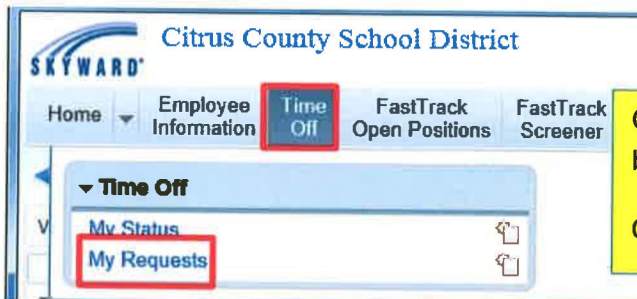 Citrus County School District
SKYWARD
Home
Employee Information
Time Off
FastTrack Open Positions
FastTrack Screener
Time Off
My Status
My Requests